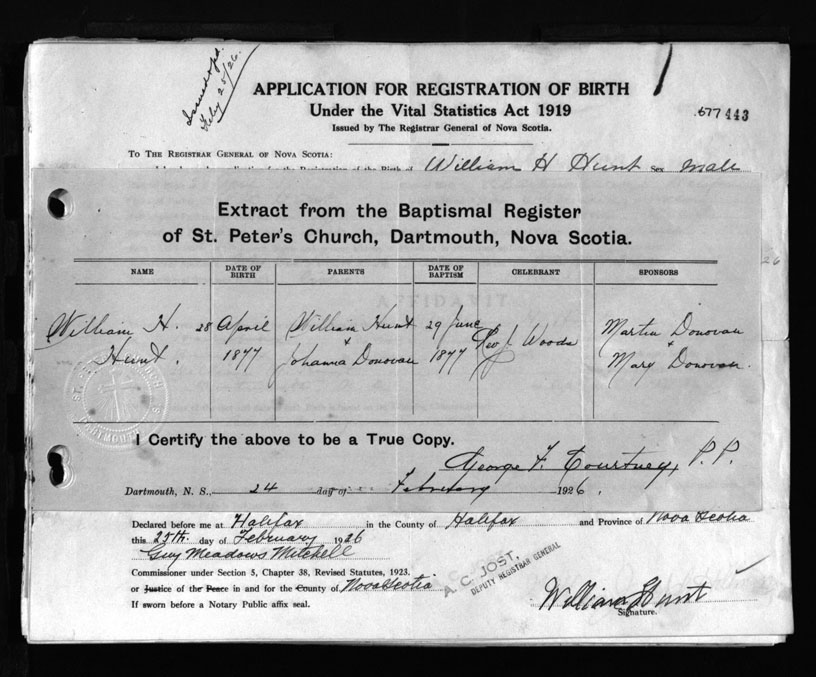 Issued & pd.
Feby 25/26.
APPLICATION FOR REGISTRATION OF BIRTH
Under the Vital Statistics Act 1919
Issued by The Registrar General of Nova Scotia.
577443
TO THE REGISTRAR GENERAL OF NOVA SCOTIA:
William H Hunt Sex Male
Extract from the Baptismal Register
of St. Peter's Church, Dartmouth, Nova Scotia.
NAME DATE OF BIRTH PARENTS DATE OF BAPTISM CELEBRANT SPONSORS
William H. 28 April William Hunt 29 June Rev J. Woods Martin Donovan
Hunt. 1877 & Johanna Donovan 1877 & Mary Donovan.
AFFIDAVIT
I Certify the above to be a True Copy.
George F. Courtney, P.P.
Dartmouth, N. S., 24 day of February 1926.
Declared before me at Halifax in the County of Halifax and Province of Nova Scotia
this 25th. day of February 1926
Guy Meadows Mitchell
Commissioner under Section 5, Chapter 38, Revised Statutes, 1923.
or Justice of the Peace in and for the County of Nova Scotia
If sworn before a Notary Public affix seal.
A. C. JOST,
DEPUTY REGISTRAR GENERAL
William H Hunt
Signature.